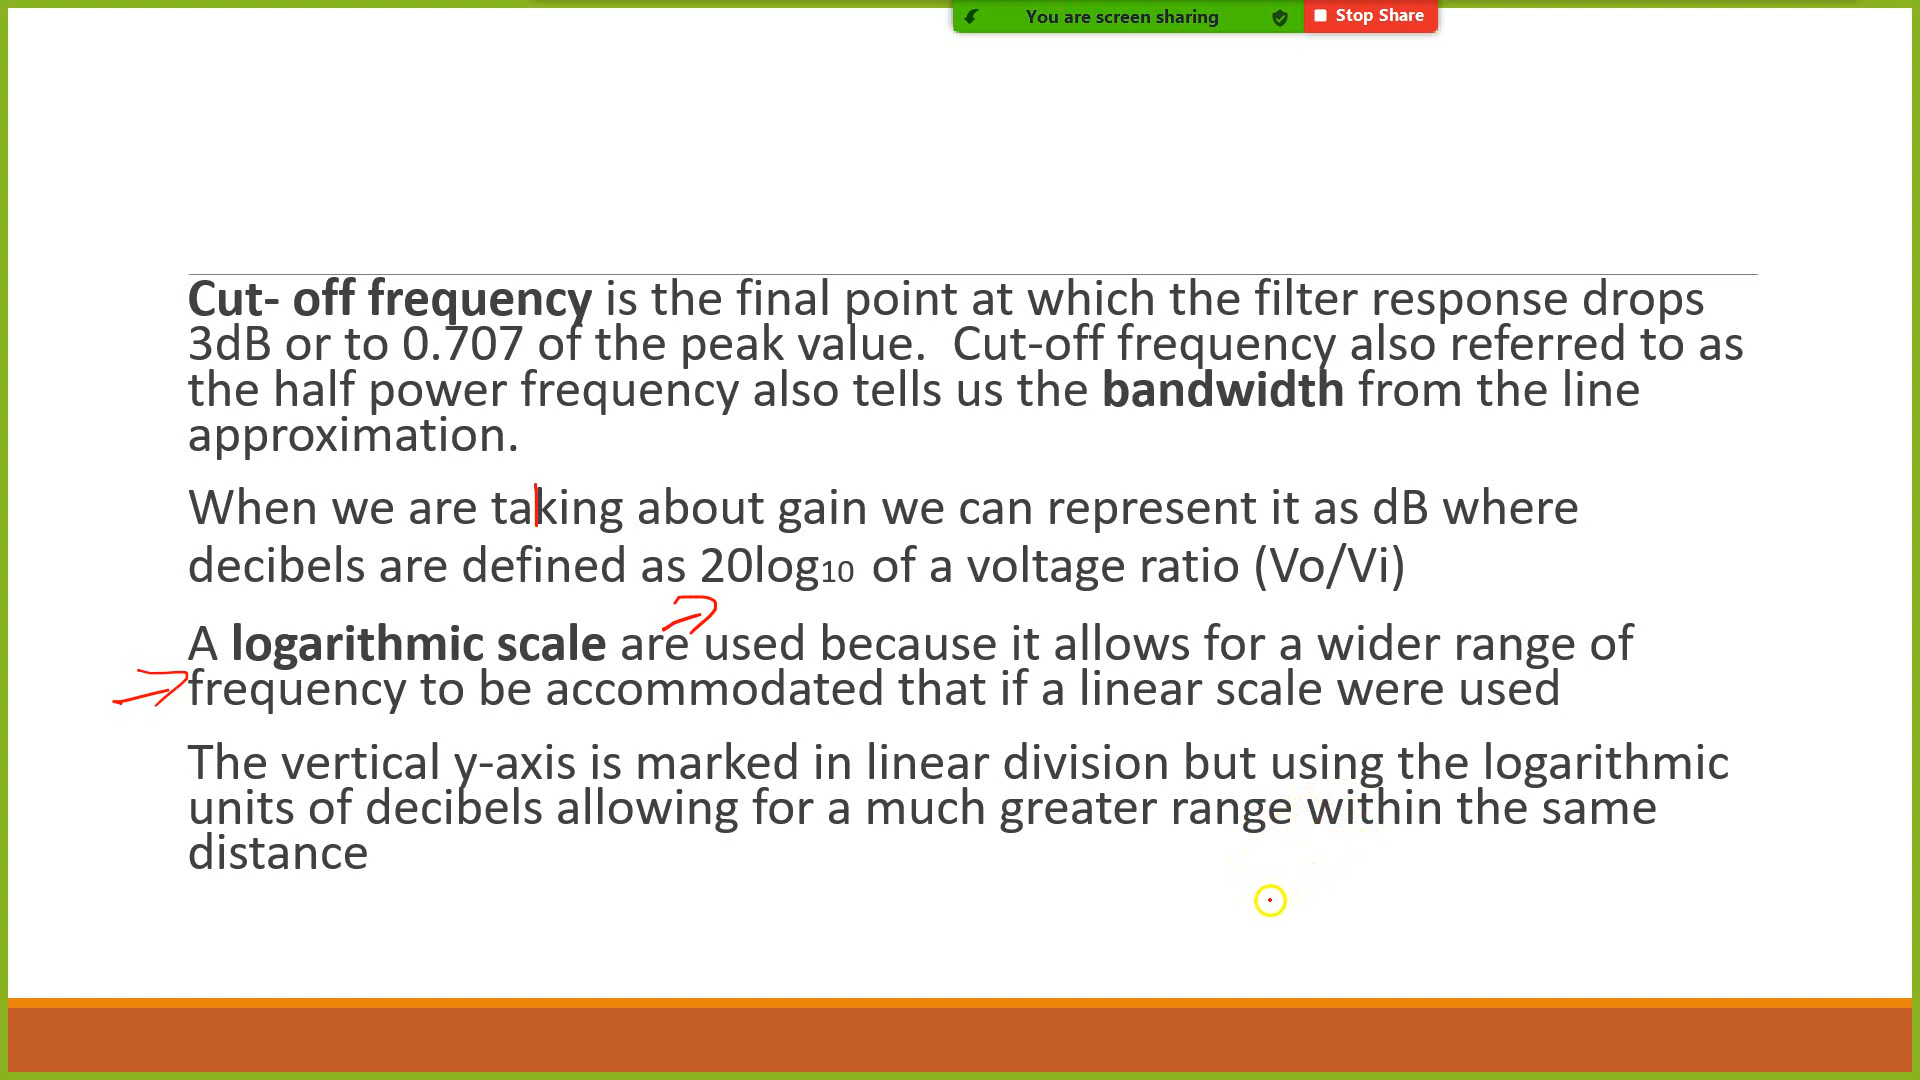 You are screen sharing
Stop Share
Cut- off frequency is the final point at which the filter response drops
3dB or to 0.707 of the peak value.  Cut-off frequency also referred to as
the half power frequency also tells us the bandwidth from the line
approximation.
When we are taking about gain we can represent it as dB where
decibels are defined as 20log10 of a voltage ratio (Vo/Vi)
A logarithmic scale are used because it allows for a wider range of
frequency to be accommodated that if a linear scale were used
The vertical y-axis is marked in linear division but using the logarithmic
units of decibels allowing for a much greater range within the same
distance